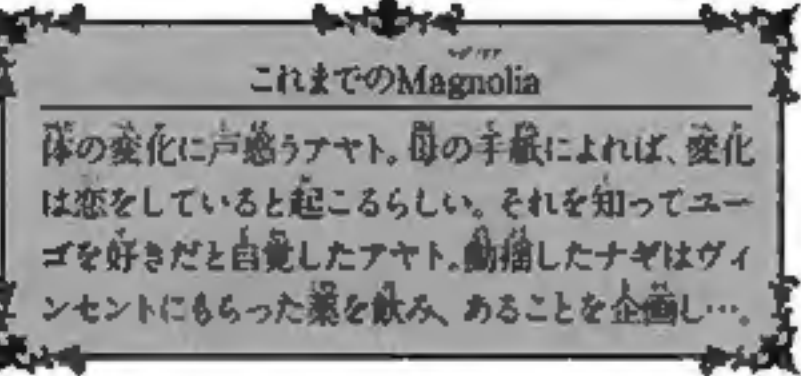 これまでのMagnolia
体の変化に戸惑うアヤト。母の手紙によれば、変化
は恋をしていると起こるらしい。それを知ってユー
ゴを好きだと自覚したアヤト。動揺したナギはヴィ
ンセントにもらった薬を飲み、あることを企画し…。